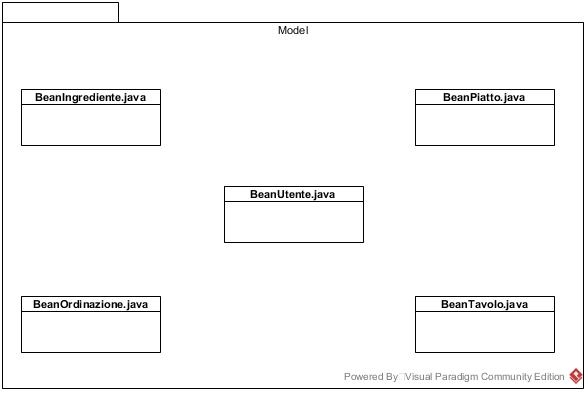 Model
BeanIngrediente.java
BeanPiatto.java
BeanUtente.java
BeanOrdinazione.java
BeanTavolo.java
Powered By Visual Paradigm Community Edition